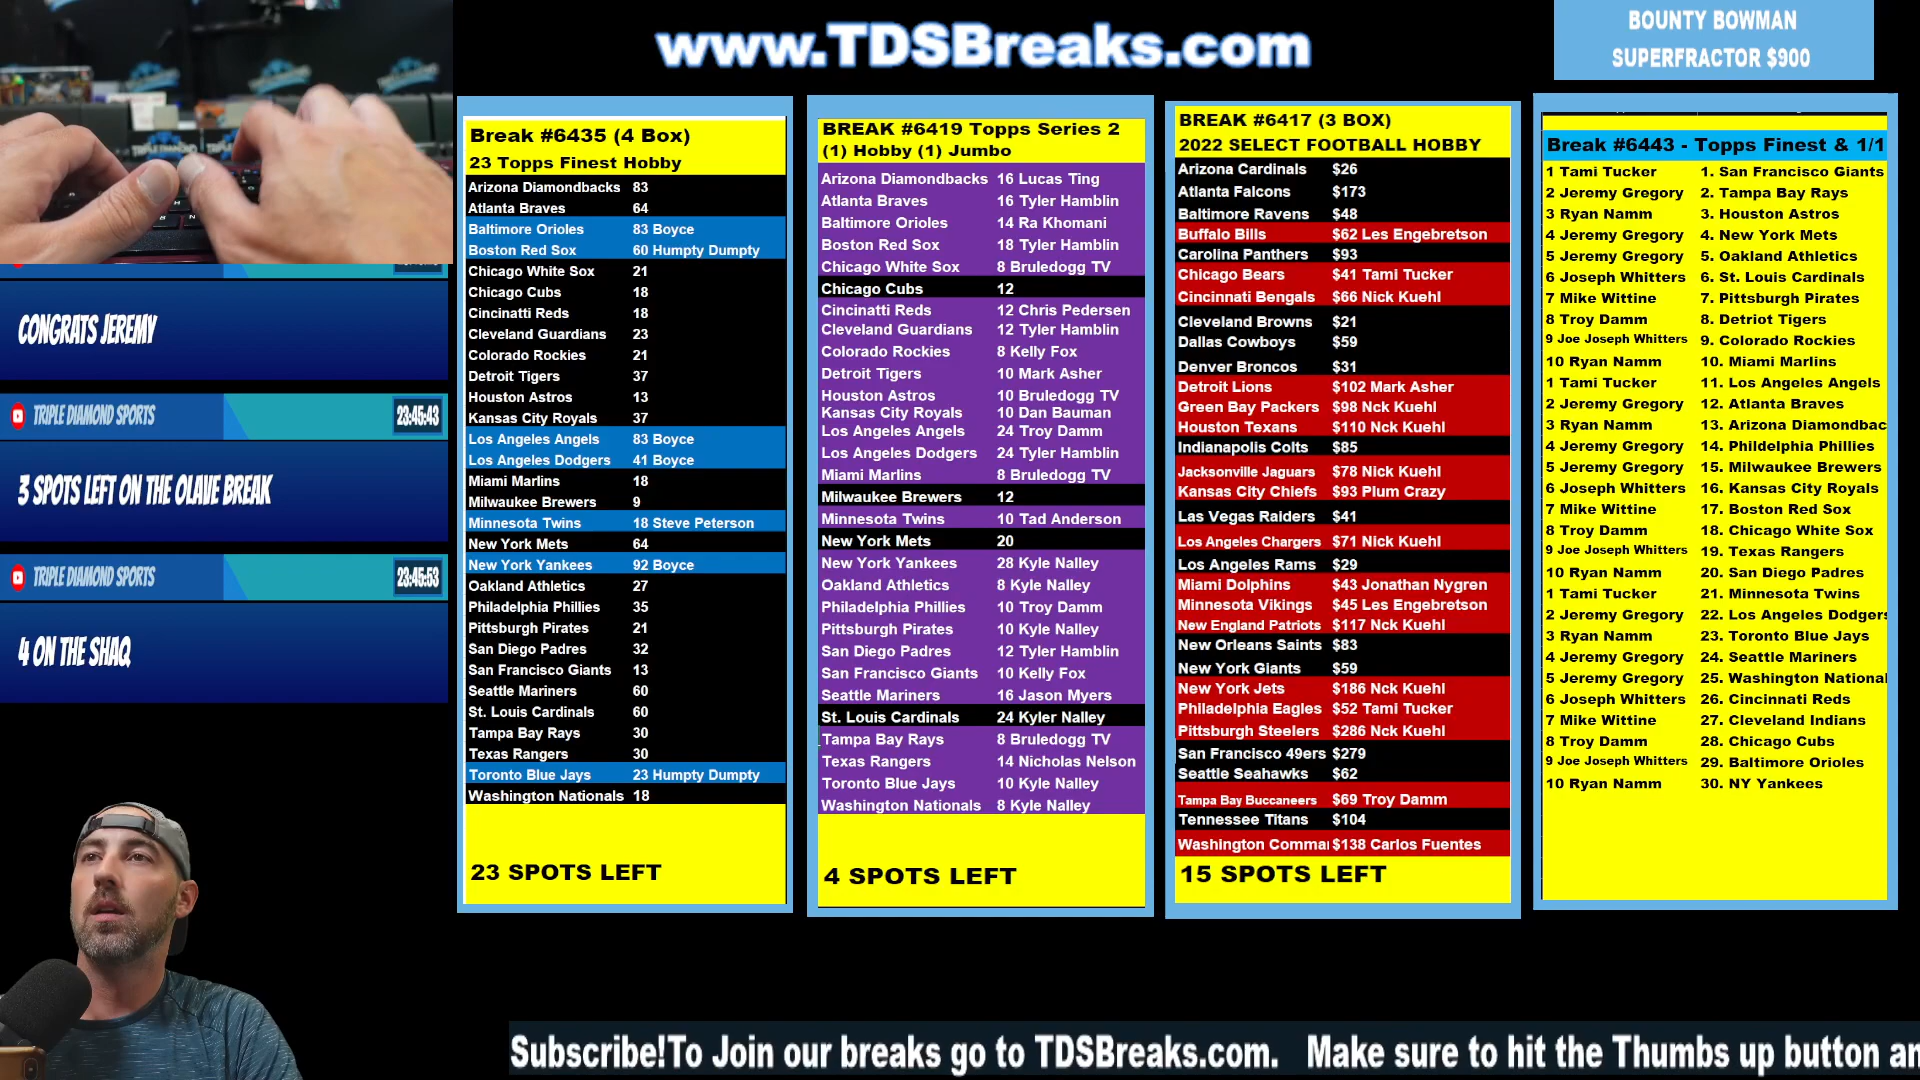 www.TDSBreaks.com
BOUNTY BOWMAN
SUPERFRACTOR $900
CONGRATS JEREMY
TRIPLE DIAMOND SPORTS 23:45:43
3 SPOTS LEFT ON THE OLAVE BREAK
TRIPLE DIAMOND SPORTS 23:45:53
4 ON THE SHAQ
Break #6435 (4 Box)
23 Topps Finest Hobby
Arizona Diamondbacks 83
Atlanta Braves 64
Baltimore Orioles 83 Boyce
Boston Red Sox 60 Humpty Dumpty
Chicago White Sox 21
Chicago Cubs 18
Cincinatti Reds 18
Cleveland Guardians 23
Colorado Rockies 21
Detroit Tigers 37
Houston Astros 13
Kansas City Royals 37
Los Angeles Angels 83 Boyce
Los Angeles Dodgers 41 Boyce
Miami Marlins 18
Milwaukee Brewers 9
Minnesota Twins 18 Steve Peterson
New York Mets 64
New York Yankees 92 Boyce
Oakland Athletics 27
Philadelphia Phillies 35
Pittsburgh Pirates 21
San Diego Padres 32
San Francisco Giants 13
Seattle Mariners 60
St. Louis Cardinals 60
Tampa Bay Rays 30
Texas Rangers 30
Toronto Blue Jays 23 Humpty Dumpty
Washington Nationals 18
23 SPOTS LEFT
BREAK #6419 Topps Series 2
(1) Hobby (1) Jumbo
Arizona Diamondbacks 16 Lucas Ting
Atlanta Braves 16 Tyler Hamblin
Baltimore Orioles 14 Ra Khomani
Boston Red Sox 18 Tyler Hamblin
Chicago White Sox 8 Bruledogg TV
Chicago Cubs 12
Cincinatti Reds 12 Chris Pedersen
Cleveland Guardians 12 Tyler Hamblin
Colorado Rockies 8 Kelly Fox
Detroit Tigers 10 Mark Asher
Houston Astros 10 Bruledogg TV
Kansas City Royals 10 Dan Bauman
Los Angeles Angels 24 Troy Damm
Los Angeles Dodgers 24 Tyler Hamblin
Miami Marlins 8 Bruledogg TV
Milwaukee Brewers 12
Minnesota Twins 10 Tad Anderson
New York Mets 20
New York Yankees 28 Kyle Nalley
Oakland Athletics 8 Kyle Nalley
Philadelphia Phillies 10 Troy Damm
Pittsburgh Pirates 10 Kyle Nalley
San Diego Padres 12 Tyler Hamblin
San Francisco Giants 10 Kelly Fox
Seattle Mariners 16 Jason Myers
St. Louis Cardinals 24 Kyler Nalley
Tampa Bay Rays 8 Bruledogg TV
Texas Rangers 14 Nicholas Nelson
Toronto Blue Jays 10 Kyle Nalley
Washington Nationals 8 Kyle Nalley
4 SPOTS LEFT
BREAK #6417 (3 BOX)
2022 SELECT FOOTBALL HOBBY
Arizona Cardinals $26
Atlanta Falcons $173
Baltimore Ravens $48
Buffalo Bills $62 Les Engebretson
Carolina Panthers $93
Chicago Bears $41 Tami Tucker
Cincinnati Bengals $66 Nick Kuehl
Cleveland Browns $21
Dallas Cowboys $59
Denver Broncos $31
Detroit Lions $102 Mark Asher
Green Bay Packers $98 Nck Kuehl
Houston Texans $110 Nck Kuehl
Indianapolis Colts $85
Jacksonville Jaguars $78 Nick Kuehl
Kansas City Chiefs $93 Plum Crazy
Las Vegas Raiders $41
Los Angeles Chargers $71 Nick Kuehl
Los Angeles Rams $29
Miami Dolphins $43 Jonathan Nygren
Minnesota Vikings $45 Les Engebretson
New England Patriots $117 Nck Kuehl
New Orleans Saints $83
New York Giants $59
New York Jets $186 Nck Kuehl
Philadelphia Eagles $52 Tami Tucker
Pittsburgh Steelers $286 Nck Kuehl
San Francisco 49ers $279
Seattle Seahawks $62
Tampa Bay Buccaneers $69 Troy Damm
Tennessee Titans $104
Washington Comma $138 Carlos Fuentes
15 SPOTS LEFT
Break #6443 - Topps Finest & 1/1
1 Tami Tucker 1. San Francisco Giants
2 Jeremy Gregory 2. Tampa Bay Rays
3 Ryan Namm 3. Houston Astros
4 Jeremy Gregory 4. New York Mets
5 Jeremy Gregory 5. Oakland Athletics
6 Joseph Whitters 6. St. Louis Cardinals
7 Mike Wittine 7. Pittsburgh Pirates
8 Troy Damm 8. Detriot Tigers
9 Joe Joseph Whitters 9. Colorado Rockies
10 Ryan Namm 10. Miami Marlins
1 Tami Tucker 11. Los Angeles Angels
2 Jeremy Gregory 12. Atlanta Braves
3 Ryan Namm 13. Arizona Diamondbac
4 Jeremy Gregory 14. Phildelphia Phillies
5 Jeremy Gregory 15. Milwaukee Brewers
6 Joseph Whitters 16. Kansas City Royals
7 Mike Wittine 17. Boston Red Sox
8 Troy Damm 18. Chicago White Sox
9 Joe Joseph Whitters 19. Texas Rangers
10 Ryan Namm 20. San Diego Padres
1 Tami Tucker 21. Minnesota Twins
2 Jeremy Gregory 22. Los Angeles Dodgers
3 Ryan Namm 23. Toronto Blue Jays
4 Jeremy Gregory 24. Seattle Mariners
5 Jeremy Gregory 25. Washington National
6 Joseph Whitters 26. Cincinnati Reds
7 Mike Wittine 27. Cleveland Indians
8 Troy Damm 28. Chicago Cubs
9 Joe Joseph Whitters 29. Baltimore Orioles
10 Ryan Namm 30. NY Yankees
Subscribe!To Join our breaks go to TDSBreaks.com. Make sure to hit the Thumbs up button an